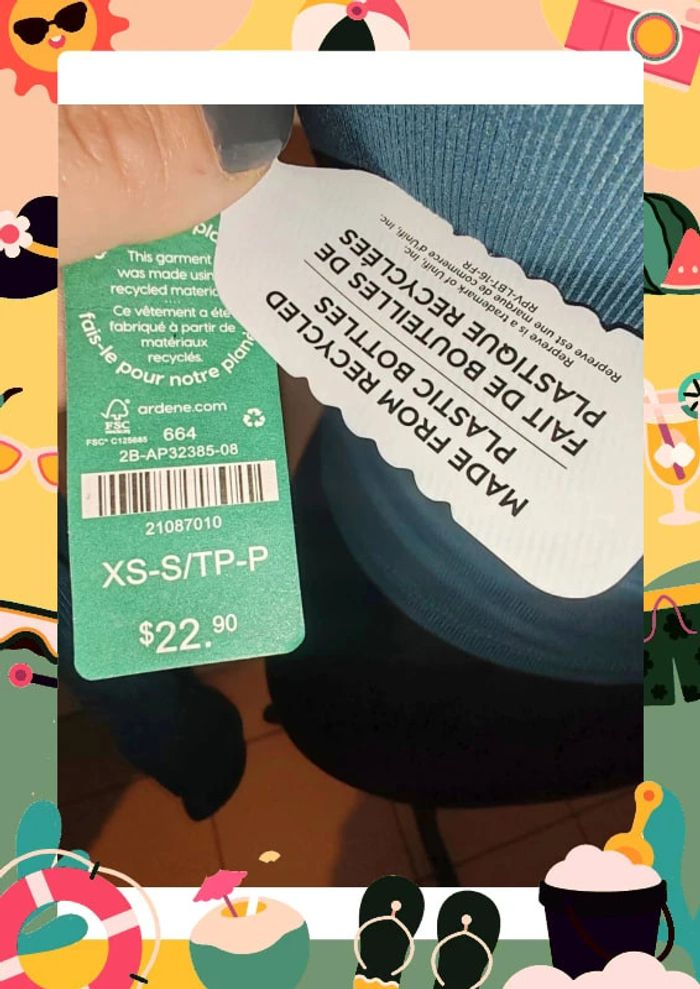 This garment
was made
recycled
Ce vêtement a été
fabriqué à partir de
matériaux
recyclés.
fais-le pour notre
FSC
FSC® C125685
ardene.com
664
2B-AP32385-08
21087010
XS-S/TP-P
$22.90
MADE FROM RECYCLED
PLASTIC BOTTLES
FAIT DE BOUTEILLES DE
PLASTIQUE RECYCLÉES
Repreve is a trademark of Unifi, Inc.
Repreve est une marque de commerce d'Unifi, Inc.
RPV-LBT-16-FR